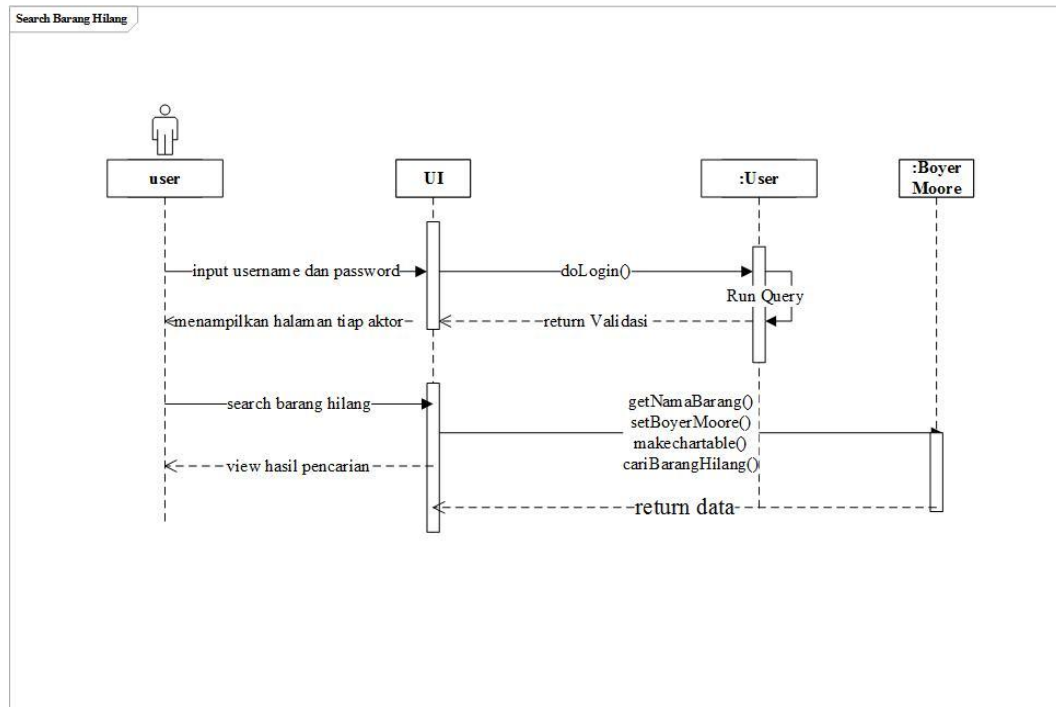 Search Barang Hilang
user
UI
:User
:Boyer
Moore
input username dan password
doLogin()
Run Query
menampilkan halaman tiap aktor
return Validasi
search barang hilang
getNamaBarang()
setBoyerMoore()
makechartable()
cariBarangHilang()
view hasil pencarian
return data